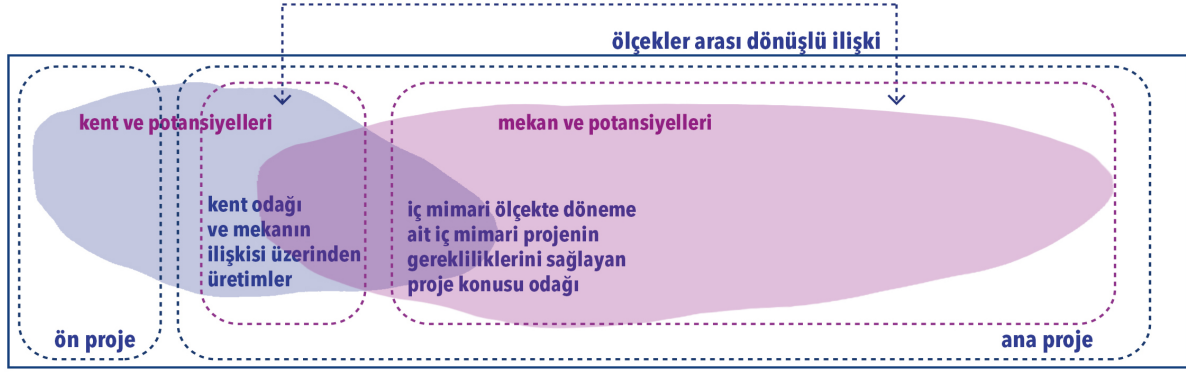 ölçekler arası dönüşlü ilişki
kent ve potansiyelleri
mekan ve potansiyelleri
kent odağı
ve mekanın
ilişkisi üzerinden
üretimler
iç mimari ölçekte döneme
ait iç mimari projenin
gerekliliklerini sağlayan
proje konusu odağı
ön proje
ana proje